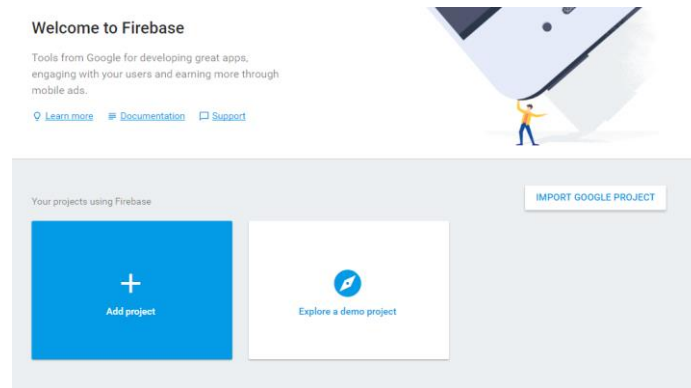 Welcome to Firebase
Tools from Google for developing great apps,
engaging with your users and earning more through
mobile ads.
Learn more Documentation Support
Your projects using Firebase
IMPORT GOOGLE PROJECT
Add project
Explore a demo project